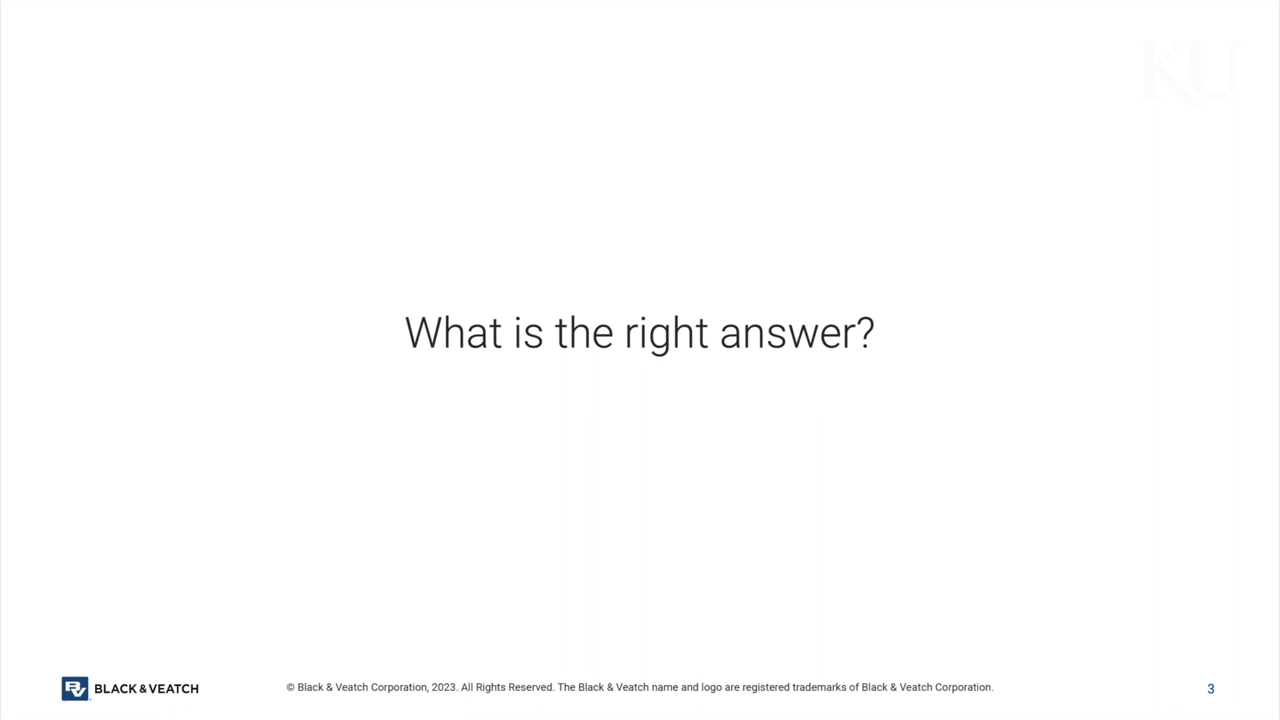 KU
What is the right answer?
BLACK & VEATCH
© Black & Veatch Corporation, 2023. All Rights Reserved. The Black & Veatch name and logo are registered trademarks of Black & Veatch Corporation.
3